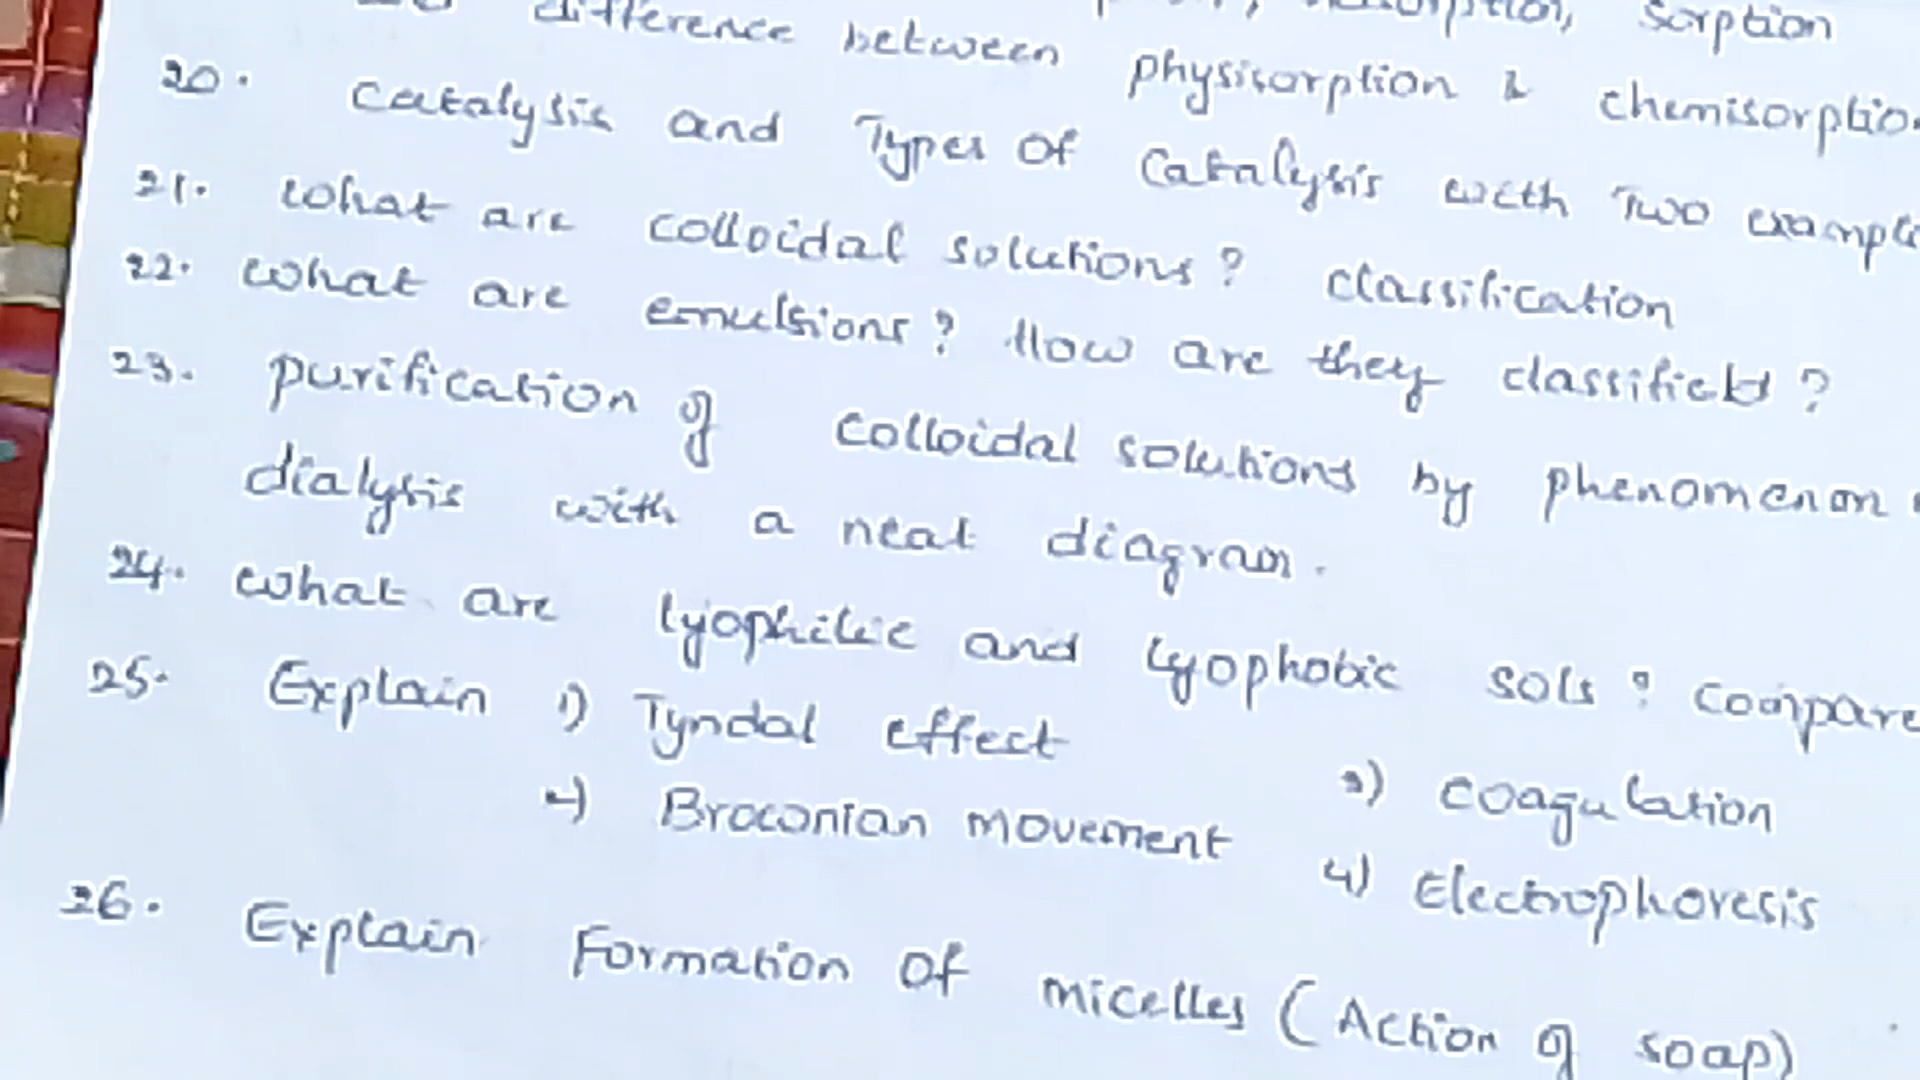 difference between physisorption & chemisorptio
20. Catalysis and Types of Catalysis with Two example
21. What are colloidal solutions? classification
22. What are emulsions? How are they classified?
23. purification of colloidal solutions by phenomenon
dialysis with a neat diagram.
24. What are lyophilic and lyophobic sols? compare
25. Explain 1) Tyndal effect
3) coagulation
2) Browonian movement
4) Electrophoresis
26. Explain Formation of micelles (Action of soap)
sorption